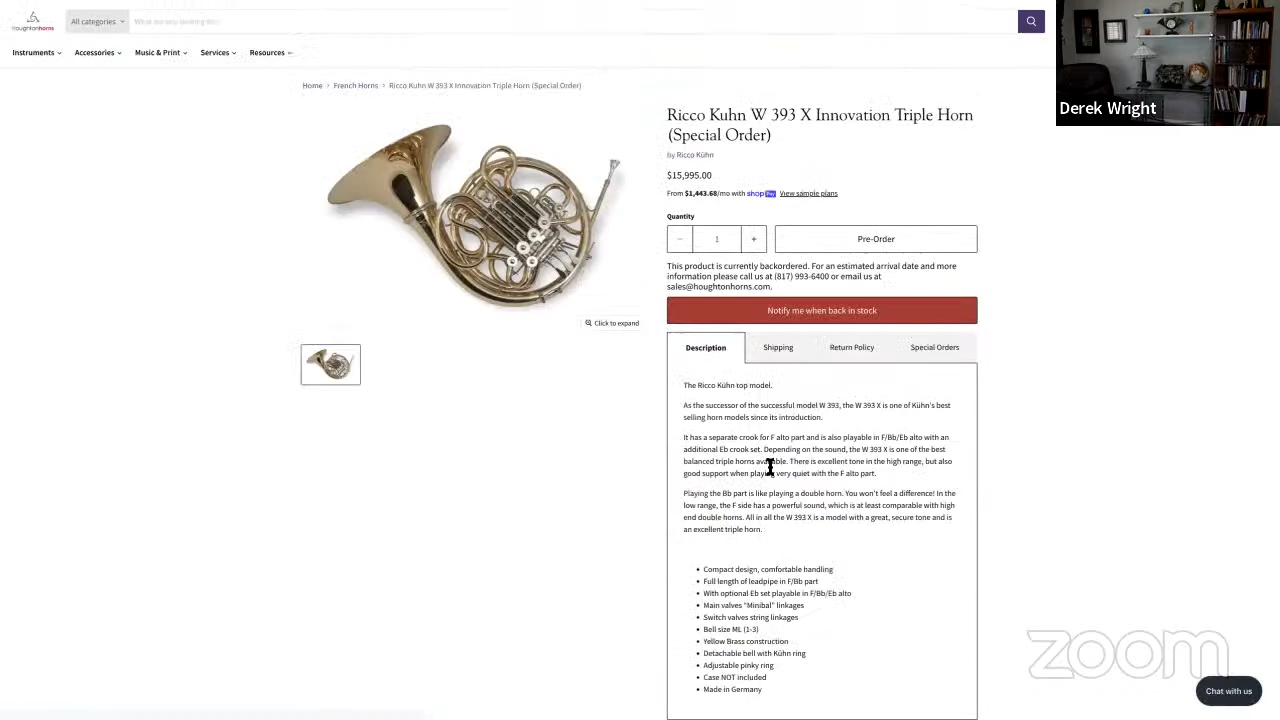 houghtonhorns
All categories
Instruments Accessories Music & Print Services Resources
Derek Wright
Home > French Horns > Ricco Kuhn W 393 X Innovation Triple Horn (Special Order)
Ricco Kuhn W 393 X Innovation Triple Horn
(Special Order)
by Ricco Kühn
$15,995.00
From $1,443.68/mo with shop Pay View sample plans
Quantity
− 1 + Pre-Order
This product is currently backordered. For an estimated arrival date and more
information please call us at (817) 993-6400 or email us at
sales@houghtonhorns.com.
Notify me when back in stock
Click to expand
Description Shipping Return Policy Special Orders
The Ricco Kühn top model.
As the successor of the successful model W 393, the W 393 X is one of Kühn's best
selling horn models since its introduction.
It has a separate crook for F alto part and is also playable in F/Bb/Eb alto with an
additional Eb crook set. Depending on the sound, the W 393 X is one of the best
balanced triple horns available. There is excellent tone in the high range, but also
good support when playing very quiet with the F alto part.
Playing the Bb part is like playing a double horn. You won't feel a difference! In the
low range, the F side has a powerful sound, which is at least comparable with high
end double horns. All in all the W 393 X is a model with a great, secure tone and is
an excellent triple horn.
• Compact design, comfortable handling
• Full length of leadpipe in F/Bb part
• With optional Eb set playable in F/Bb/Eb alto
• Main valves "Minibal" linkages
• Switch valves string linkages
• Bell size ML (1-3)
• Yellow Brass construction
• Detachable bell with Kühn ring
• Adjustable pinky ring
• Case NOT included
• Made in Germany
zoom
Chat with us